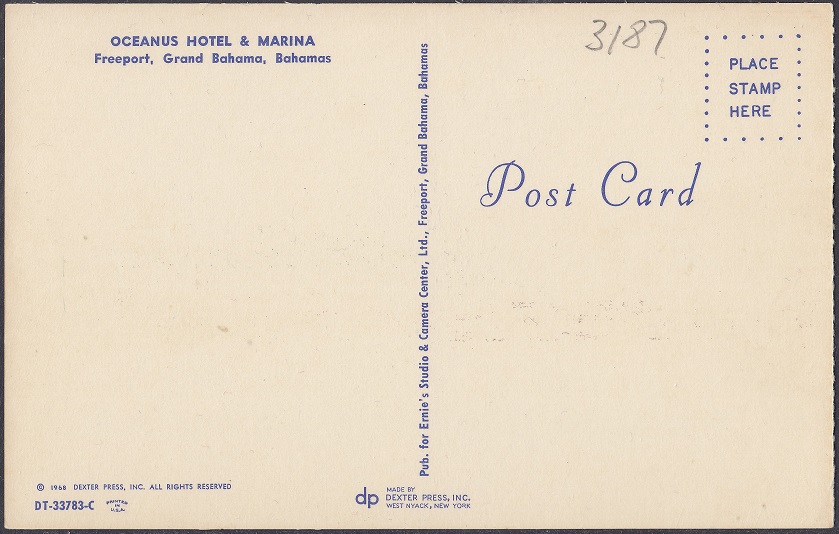 OCEANUS HOTEL & MARINA
Freeport, Grand Bahama, Bahamas
3187
PLACE
STAMP
HERE
Post Card
Pub. for Ernie's Studio & Camera Center, Ltd., Freeport, Grand Bahama, Bahamas
© 1968 DEXTER PRESS, INC. ALL RIGHTS RESERVED
DT-33783-C
PRINTED
IN
U.S.A.
dp
MADE BY
DEXTER PRESS, INC.
WEST NYACK, NEW YORK